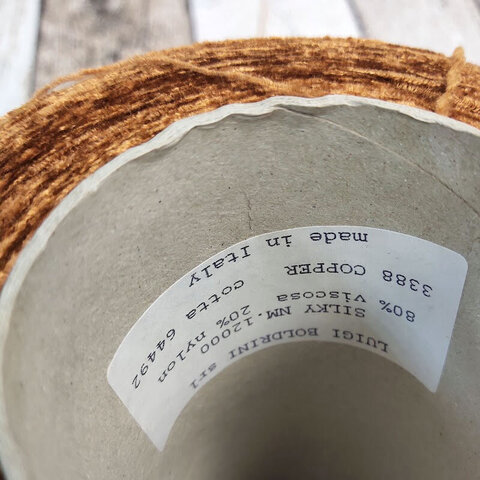 LUIGI BOLDRINI srl
SILKY NM.12000
80% viscosa 20% nylon
3388 COPPER cotta 64492
made in Italy